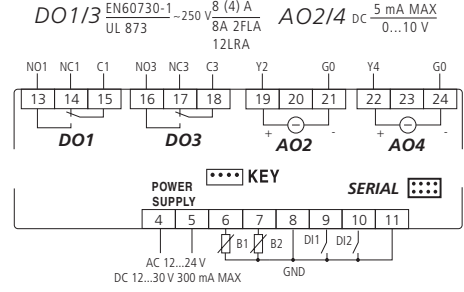 DO1/3 EN60730-1 UL 873 ~250 V 8 (4) A 8A 2FLA 12LRA AO2/4 DC 5 mA MAX 0...10 V
NO1 NC1 C1 NO3 NC3 C3 Y2 G0 Y4 G0
13 14 15 16 17 18 19 20 21 22 23 24
+ - + -
DO1 DO3 AO2 AO4
KEY
POWER SUPPLY
SERIAL
4 5 6 7 8 9 10 11
B1 B2 DI1 DI2
AC 12...24 V
GND
DC 12...30 V 300 mA MAX